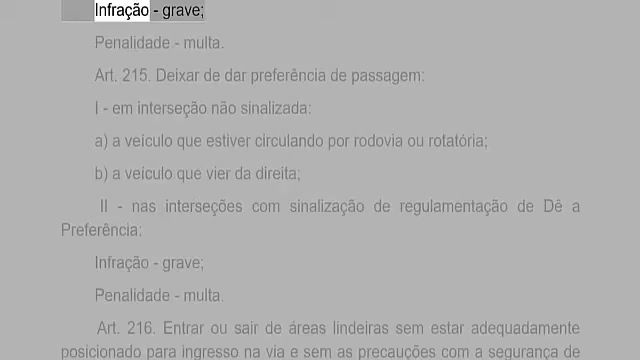 Infração - grave;
Penalidade - multa.
Art. 215. Deixar de dar preferência de passagem:
I - em interseção não sinalizada:
a) a veículo que estiver circulando por rodovia ou rotatória;
b) a veículo que vier da direita;
II - nas interseções com sinalização de regulamentação de Dê a
Preferência:
Infração - grave;
Penalidade - multa.
Art. 216. Entrar ou sair de áreas lindeiras sem estar adequadamente
posicionado para ingresso na via e sem as precauções com a segurança de